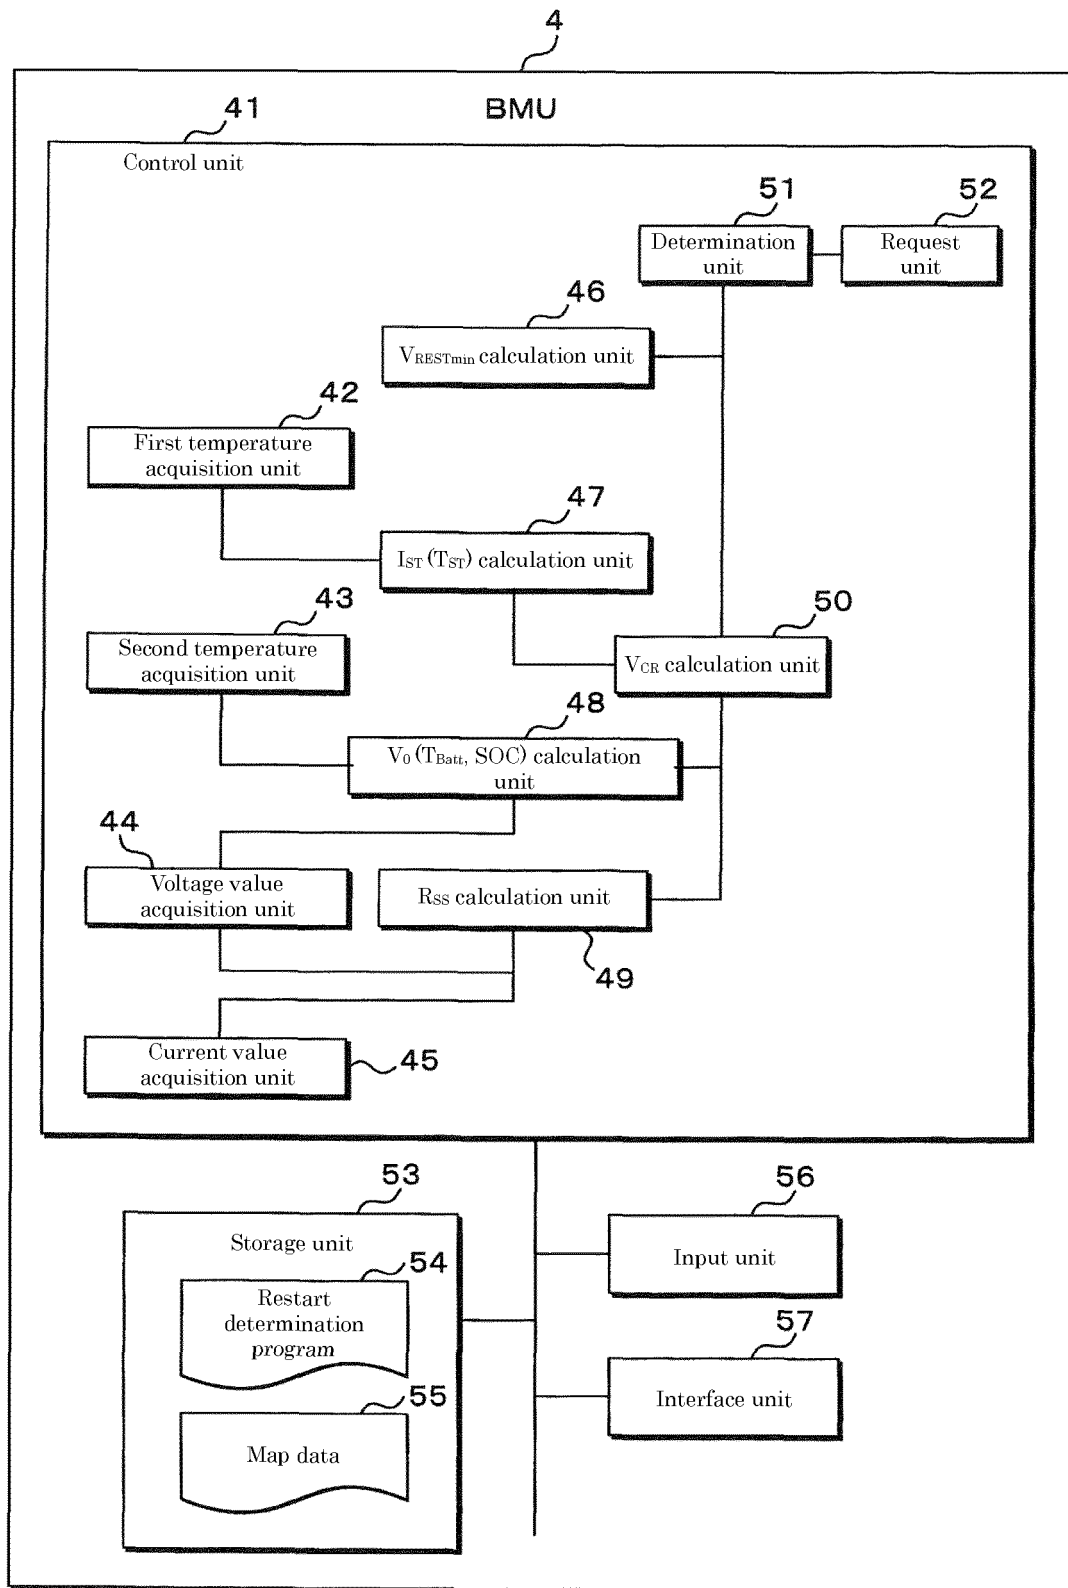 4
BMU
41
Control unit
51
52
Determination
unit
Request
unit
46
VRESTmin calculation unit
42
First temperature
acquisition unit
47
IST (TST) calculation unit
43
Second temperature
acquisition unit
50
VCR calculation unit
48
V0 (TBatt, SOC) calculation
unit
44
Voltage value
acquisition unit
RSS calculation unit
49
Current value
acquisition unit
45
53
Storage unit
54
Restart
determination
program
55
Map data
56
Input unit
57
Interface unit